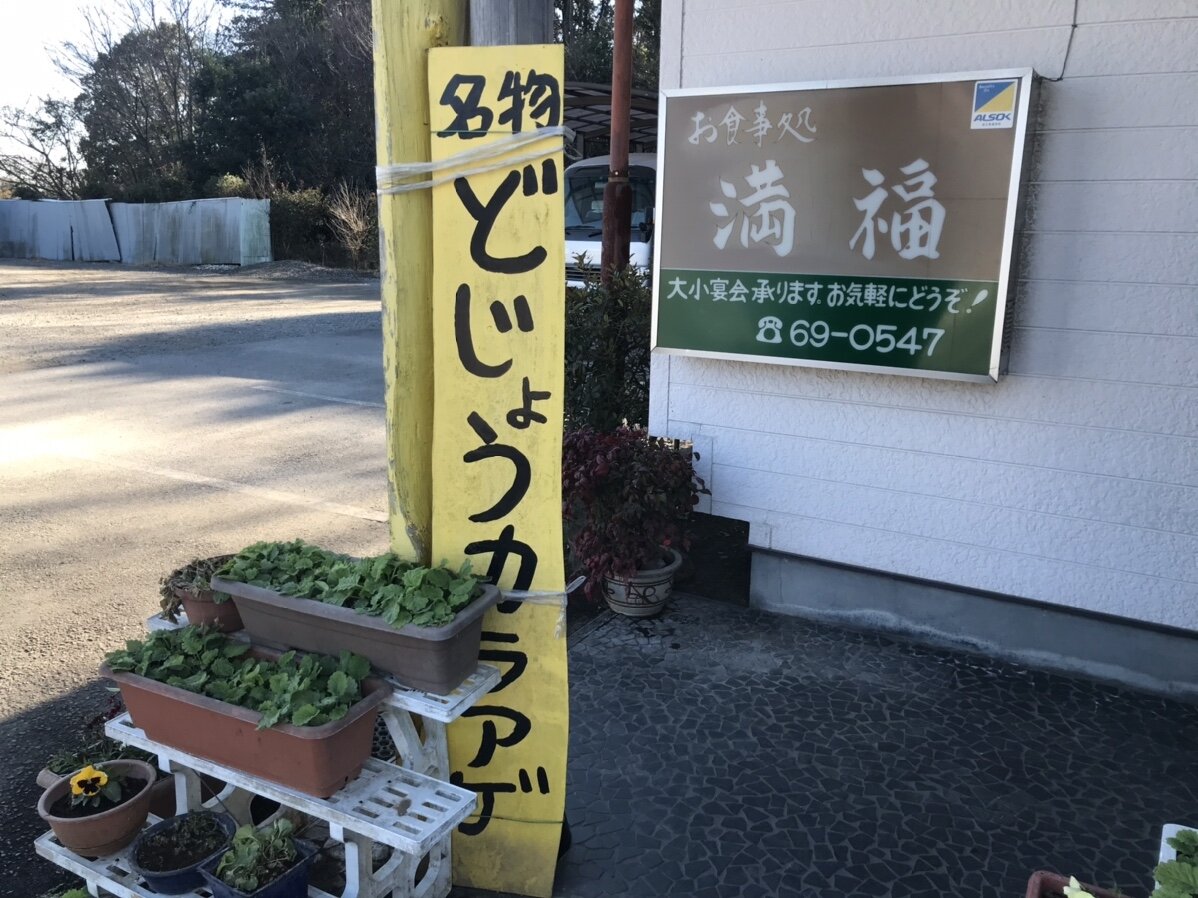 名物
どじょうカラアゲ
お食事処
満福
大小宴会承ります。お気軽にどうぞ!
☎69-0547
ALSOK